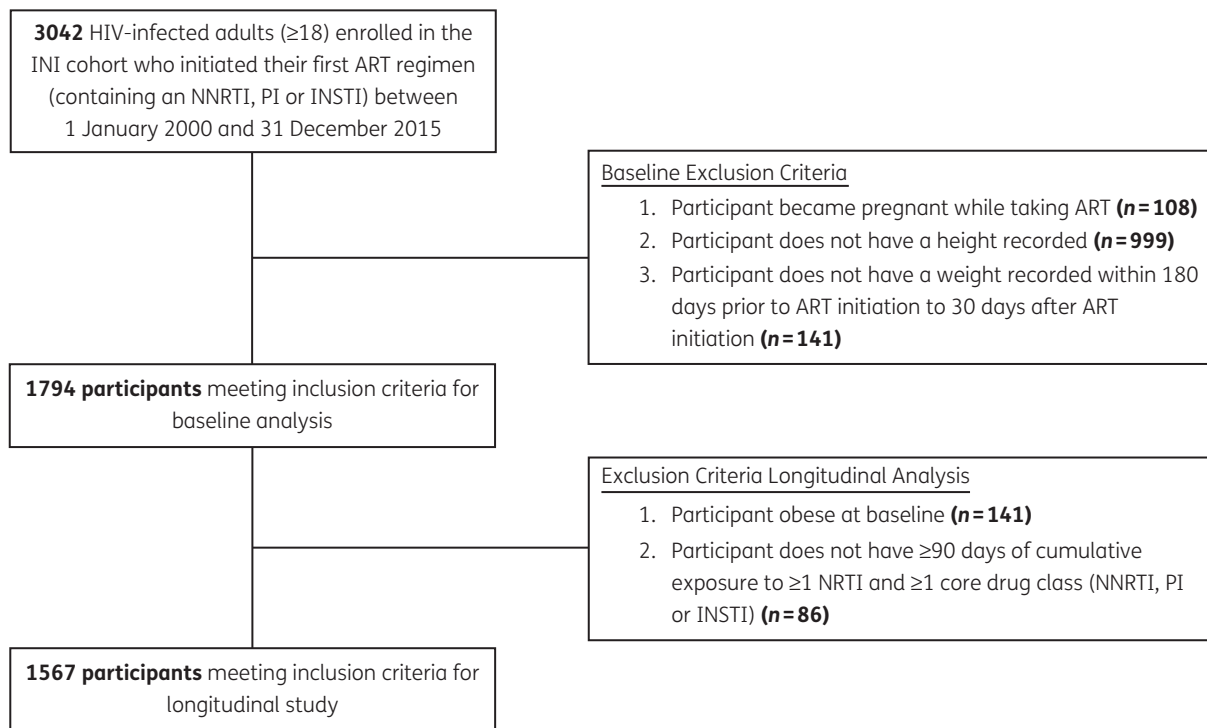 3042 HIV-infected adults (≥18) enrolled in the
INI cohort who initiated their first ART regimen
(containing an NNRTI, PI or INSTI) between
1 January 2000 and 31 December 2015
Baseline Exclusion Criteria
1. Participant became pregnant while taking ART (n=108)
2. Participant does not have a height recorded (n=999)
3. Participant does not have a weight recorded within 180
days prior to ART initiation to 30 days after ART
initiation (n=141)
1794 participants meeting inclusion criteria for
baseline analysis
Exclusion Criteria Longitudinal Analysis
1. Participant obese at baseline (n=141)
2. Participant does not have ≥90 days of cumulative
exposure to ≥1 NRTI and ≥1 core drug class (NNRTI, PI
or INSTI) (n=86)
1567 participants meeting inclusion criteria for
longitudinal study